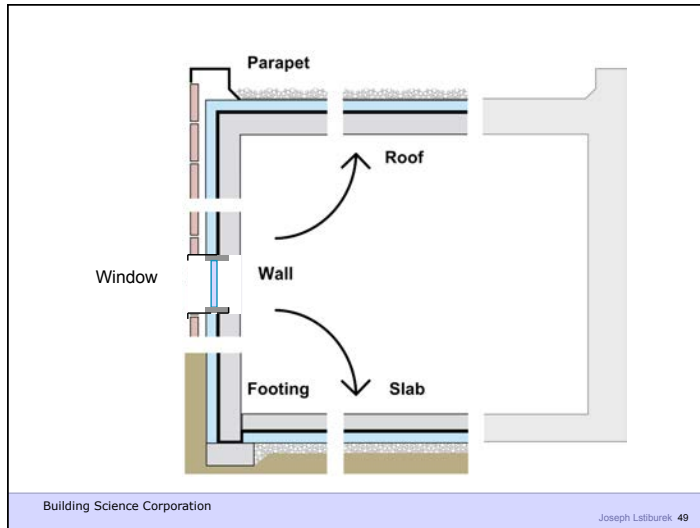 Parapet
Roof
Window
Wall
Footing
Slab
Building Science Corporation
Joseph Lstiburek 49